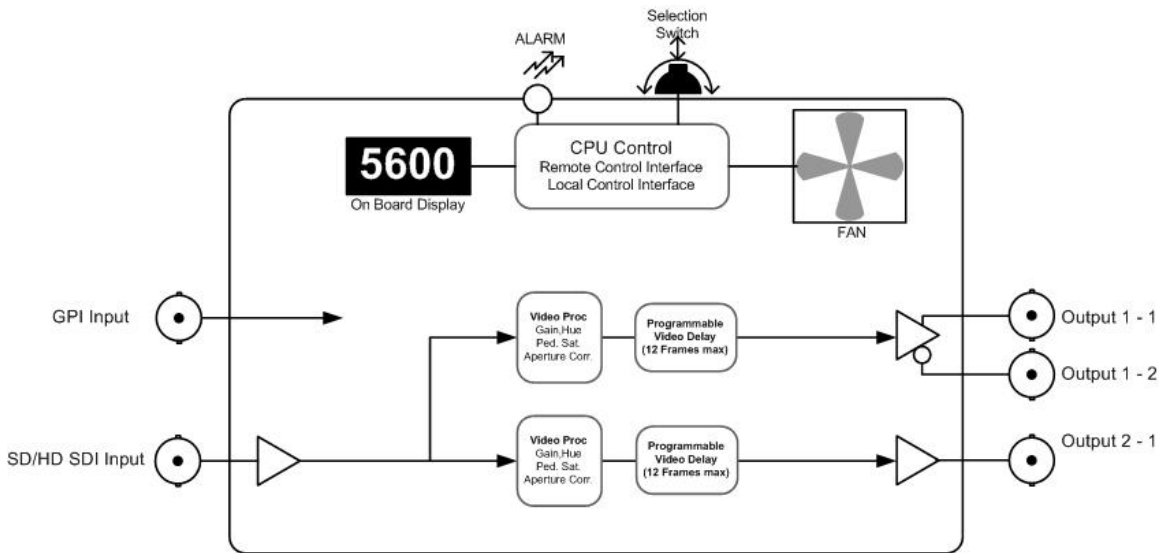 Selection
Switch
ALARM
CPU Control
Remote Control Interface
Local Control Interface
5600
On Board Display
FAN
GPI Input
Video Proc
Gain,Hue
Ped. Sat.
Aperture Corr.
Programmable
Video Delay
(12 Frames max)
Output 1 - 1
Output 1 - 2
SD/HD SDI Input
Video Proc
Gain,Hue
Ped. Sat.
Aperture Corr.
Programmable
Video Delay
(12 Frames max)
Output 2 - 1